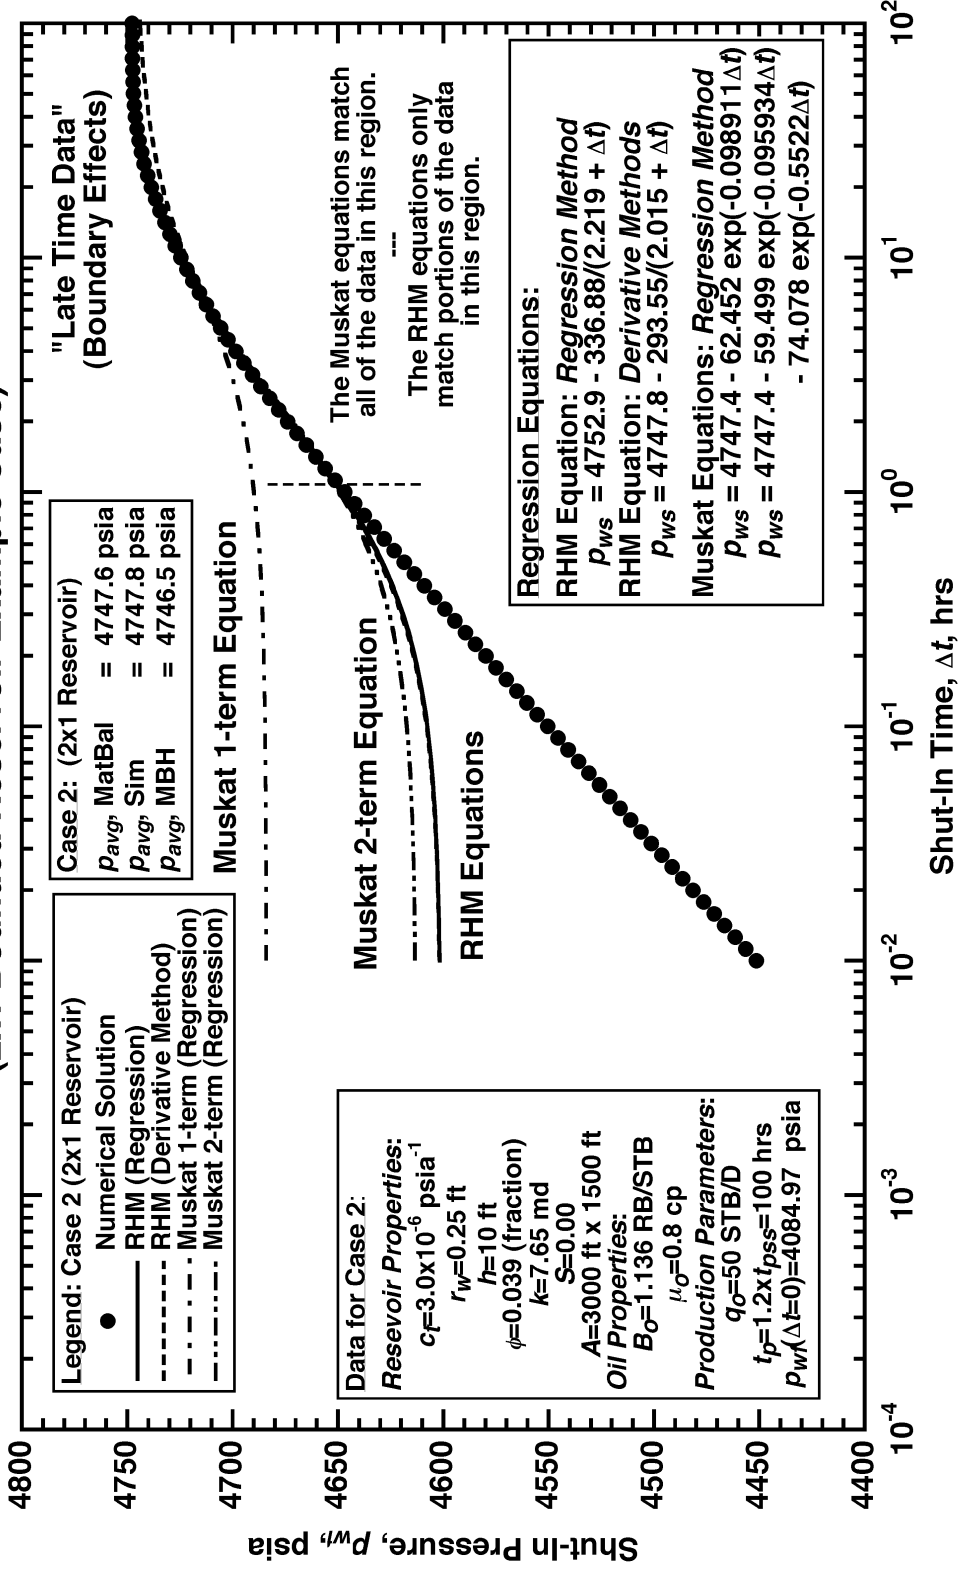 Legend: Case 2 (2x1 Reservoir)
Numerical Solution
RHM (Regression)
RHM (Derivative Method)
Muskat 1-term (Regression)
Muskat 2-term (Regression)
Case 2: (2x1 Reservoir)
pavg, MatBal = 4747.6 psia
pavg, Sim = 4747.8 psia
pavg, MBH = 4746.5 psia
"Late Time Data"
(Boundary Effects)
Muskat 1-term Equation
Muskat 2-term Equation
RHM Equations
The Muskat equations match
all of the data in this region.
---
The RHM equations only
match portions of the data
in this region.
Data for Case 2:
Resevoir Properties:
ct=3.0x10^-6 psia^-1
rw=0.25 ft
h=10 ft
ϕ=0.039 (fraction)
k=7.65 md
S=0.00
A=3000 ft x 1500 ft
Oil Properties:
Bo=1.136 RB/STB
μo=0.8 cp
Production Parameters:
qo=50 STB/D
tp=1.2xtpss=100 hrs
pwf(Δt=0)=4084.97 psia
Regression Equations:
RHM Equation: Regression Method
pws = 4752.9 - 336.88/(2.219 + Δt)
RHM Equation: Derivative Methods
pws = 4747.8 - 293.55/(2.015 + Δt)
Muskat Equations: Regression Method
pws = 4747.4 - 62.452 exp(-0.098911Δt)
pws = 4747.4 - 59.499 exp(-0.095934Δt)
- 74.078 exp(-0.5522Δt)
4800
4750
4700
4650
4600
4550
4500
4450
4400
Shut-In Pressure, pwf, psia
10^-4
10^-3
10^-2
10^-1
10^0
10^1
10^2
Shut-In Time, Δt, hrs